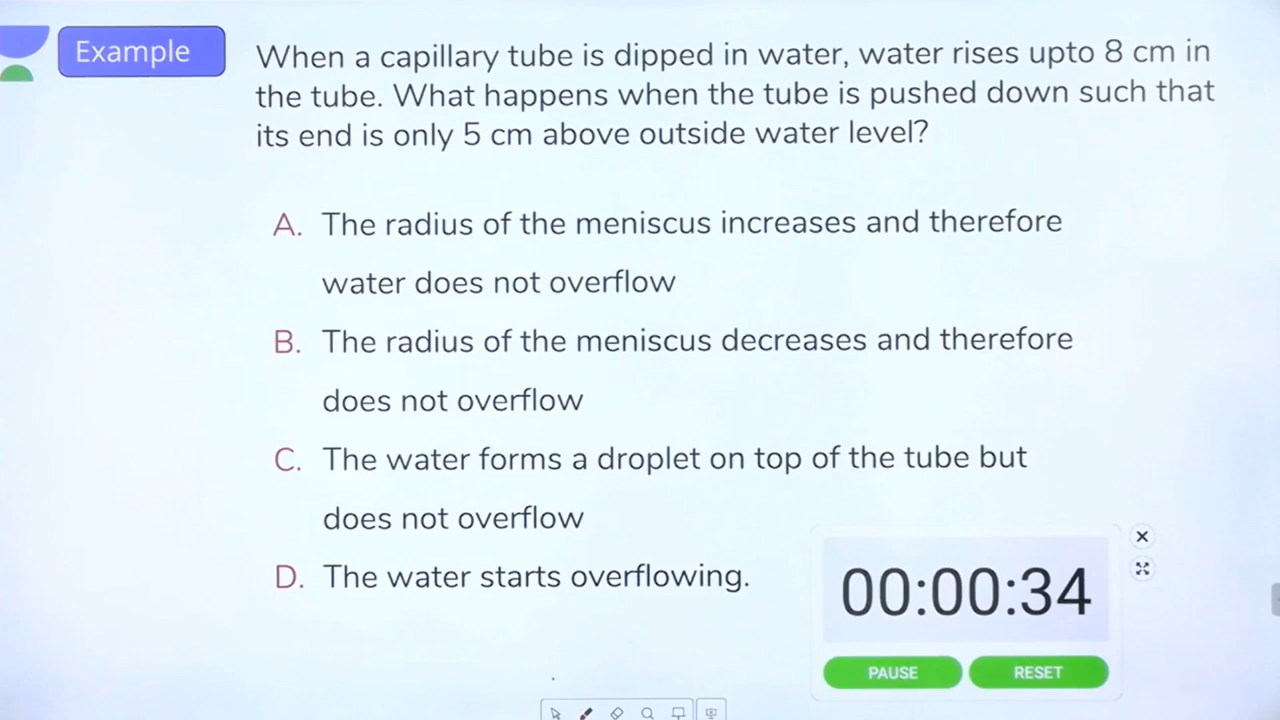 Example
When a capillary tube is dipped in water, water rises upto 8 cm in
the tube. What happens when the tube is pushed down such that
its end is only 5 cm above outside water level?
A. The radius of the meniscus increases and therefore
water does not overflow
B. The radius of the meniscus decreases and therefore
does not overflow
C. The water forms a droplet on top of the tube but
does not overflow
D. The water starts overflowing.
00:00:34
PAUSE RESET